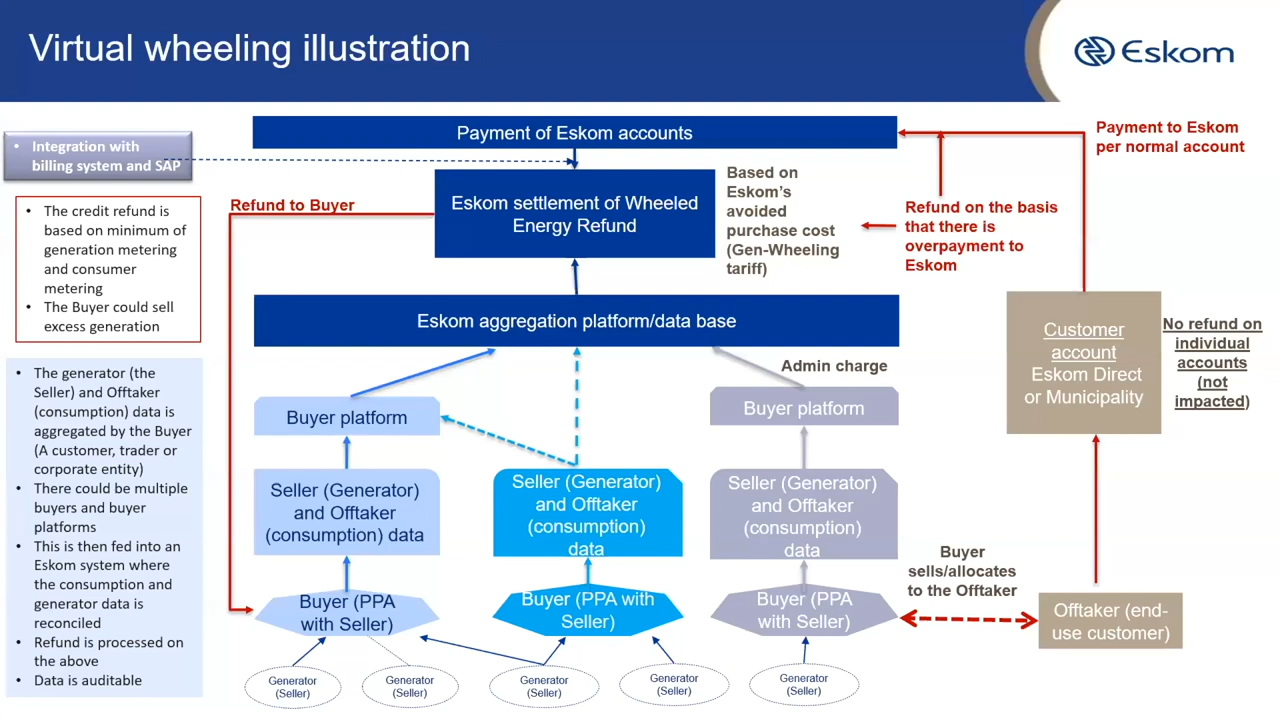 Virtual wheeling illustration
Eskom
Payment of Eskom accounts
Payment to Eskom
per normal account
• Integration with
billing system and SAP
Based on
Eskom's
avoided
purchase cost
(Gen-Wheeling
tariff)
Eskom settlement of Wheeled
Energy Refund
Refund to Buyer
Refund on the basis
that there is
overpayment to
Eskom
• The credit refund is
based on minimum of
generation metering
and consumer
metering
• The Buyer could sell
excess generation
Eskom aggregation platform/data base
Customer
account
Eskom Direct
or Municipality
No refund on
individual
accounts
(not
impacted)
Admin charge
• The generator (the
Seller) and Offtaker
(consumption) data is
aggregated by the Buyer
(A customer, trader or
corporate entity)
• There could be multiple
buyers and buyer
platforms
• This is then fed into an
Eskom system where
the consumption and
generator data is
reconciled
• Refund is processed on
the above
• Data is auditable
Buyer platform
Buyer platform
Seller (Generator)
and Offtaker
(consumption) data
Seller (Generator)
and Offtaker
(consumption)
data
Seller (Generator)
and Offtaker
(consumption)
data
Buyer
sells/allocates
to the Offtaker
Buyer (PPA
with Seller)
Buyer (PPA with
Seller)
Buyer (PPA
with Seller)
Offtaker (end-
use customer)
Generator
(Seller)
Generator
(Seller)
Generator
(Seller)
Generator
(Seller)
Generator
(Seller)